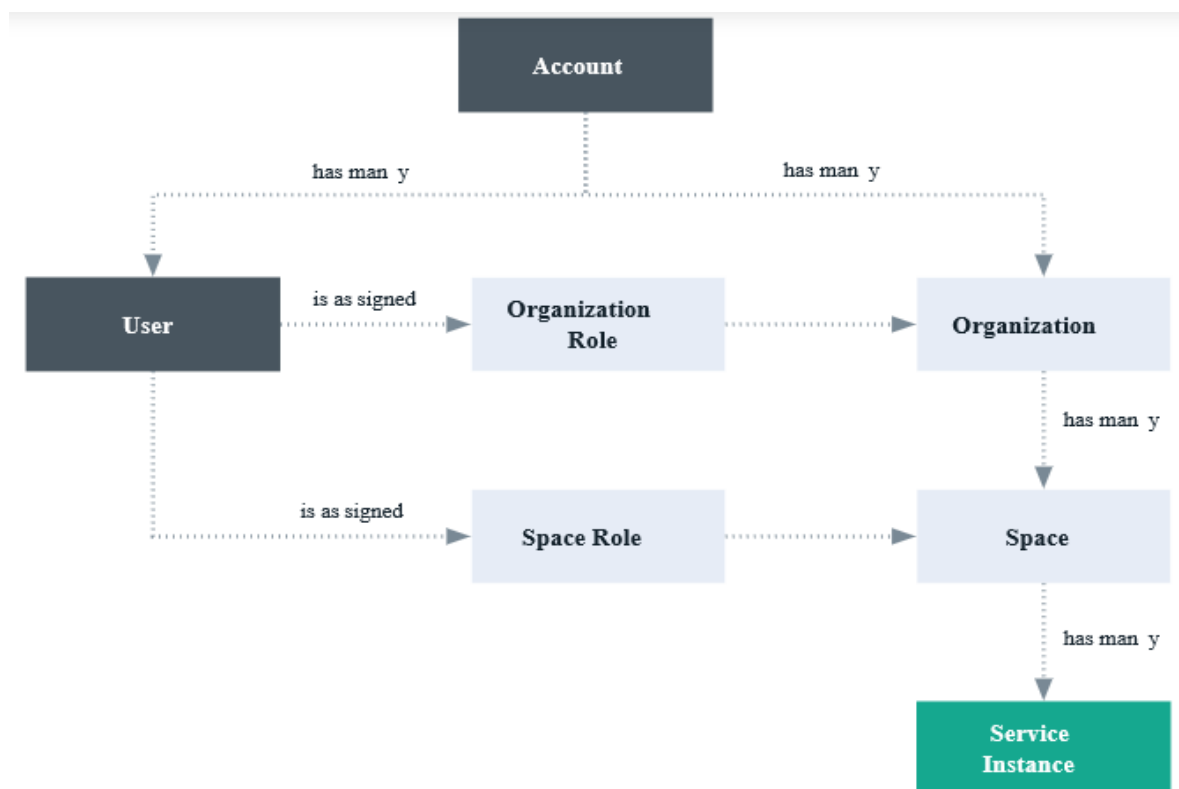 Account
has man y
has man y
User
is as signed
Organization
Role
Organization
has man y
is as signed
Space Role
Space
has man y
Service
Instance